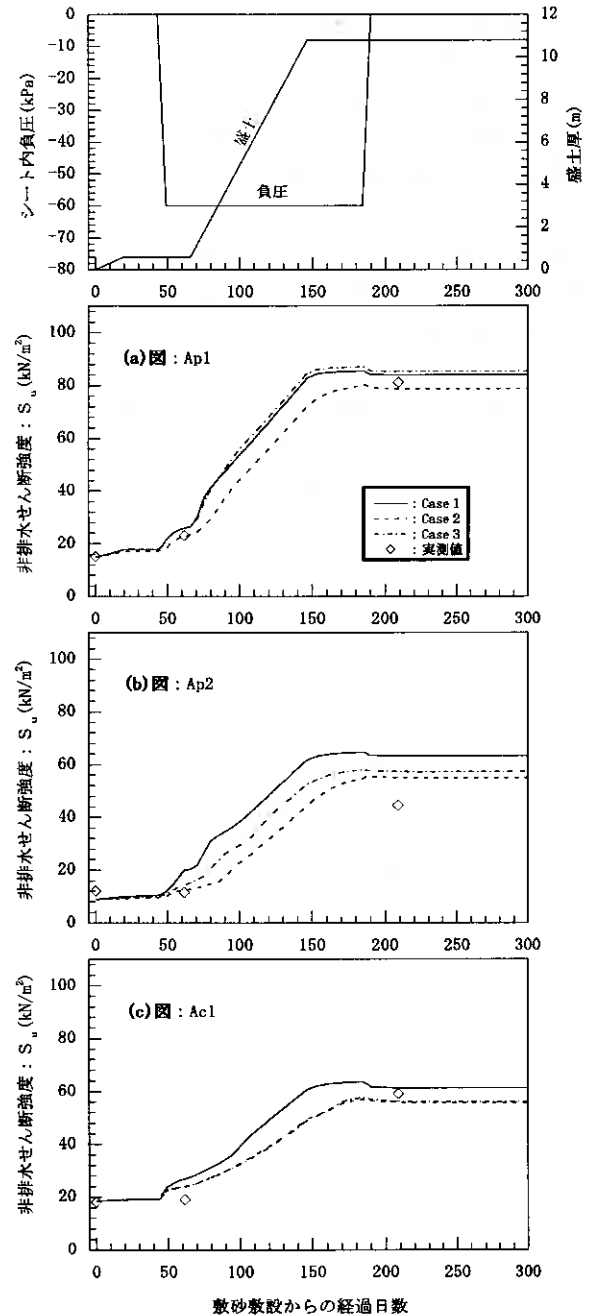 シート内負圧(kPa)
0
-10
-20
-30
-40
-50
-60
-70
-80
12
10
8
6
4
2
0
盛土厚(m)
盛土
負圧
0 50 100 150 200 250 300
非排水せん断強度：Su(kN/m²)
100
80
60
40
20
0
(a)図：Ap1
：Case 1
：Case 2
：Case 3
◇ ：実測値
0 50 100 150 200 250 300
非排水せん断強度：Su(kN/m²)
100
80
60
40
20
0
(b)図：Ap2
0 50 100 150 200 250 300
非排水せん断強度：Su(kN/m²)
100
80
60
40
20
0
(c)図：Ac1
0 50 100 150 200 250 300
敷砂敷設からの経過日数